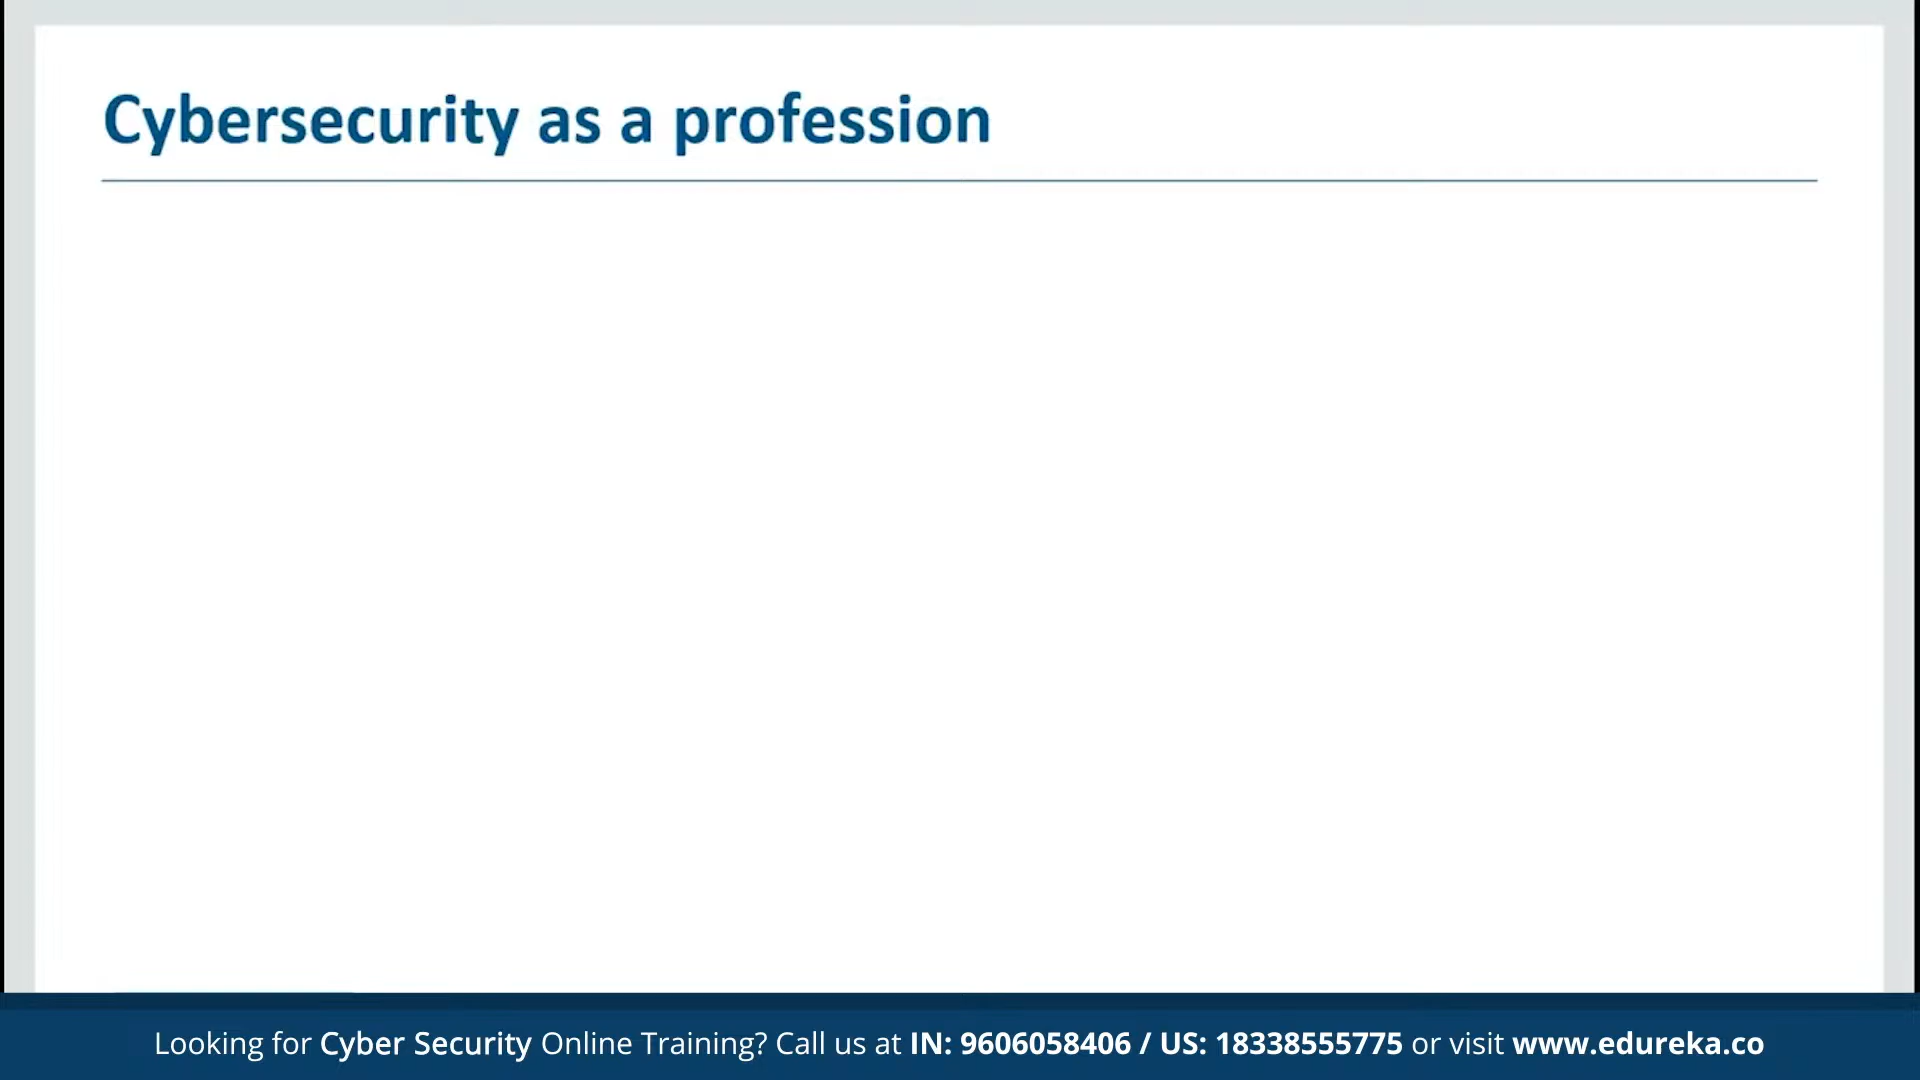 Cybersecurity as a profession
Looking for Cyber Security Online Training? Call us at IN: 9606058406 / US: 18338555775 or visit www.edureka.co